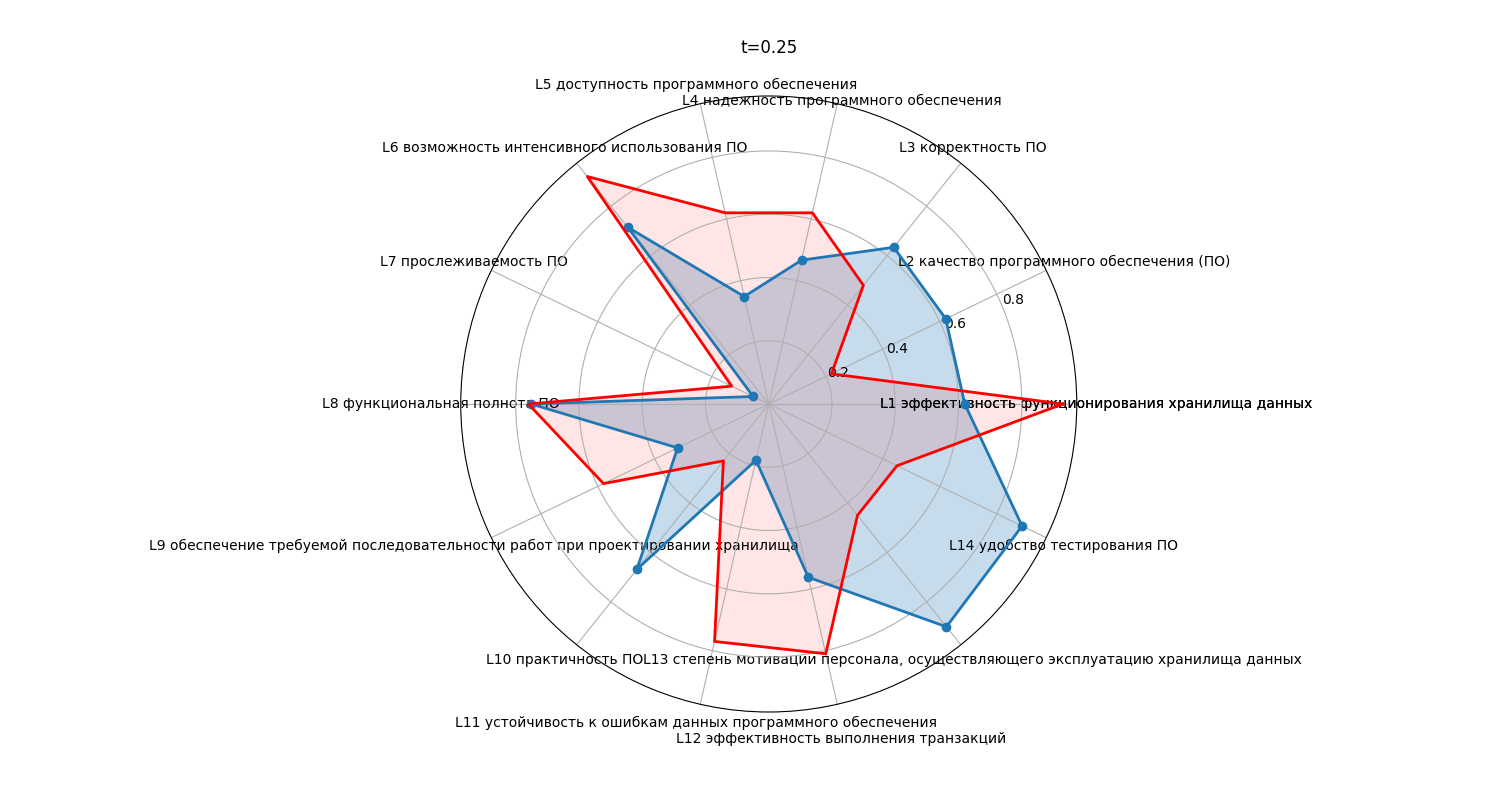 t=0.25
L5 доступность программного обеспечения
L4 надежность программного обеспечения
L6 возможность интенсивного использования ПО
L3 корректность ПО
L7 прослеживаемость ПО
L2 качество программного обеспечения (ПО)
0.8
0.6
0.4
0.2
L8 функциональная полнота ПО
L1 эффективность функционирования хранилища данных
L9 обеспечение требуемой последовательности работ при проектировании хранилища
L14 удобство тестирования ПО
L10 практичность ПО
L13 степень мотивации персонала, осуществляющего эксплуатацию хранилища данных
L11 устойчивость к ошибкам данных программного обеспечения
L12 эффективность выполнения транзакций